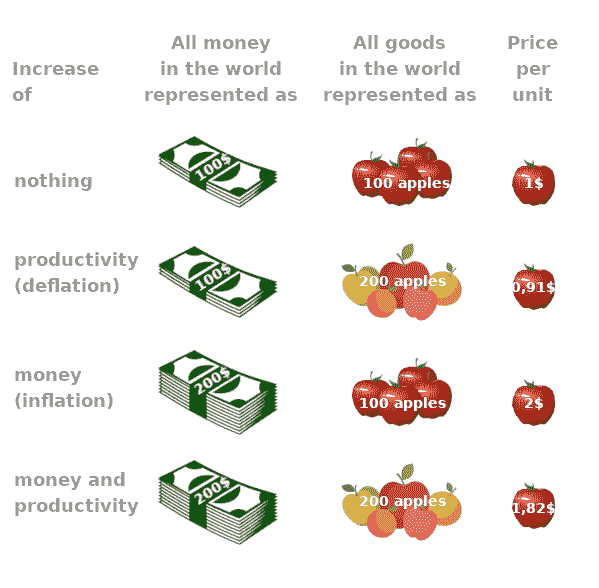 Increase
of
All money
in the world
represented as
All goods
in the world
represented as
Price
per
unit
nothing
100$
100 apples
1$
productivity
(deflation)
100$
200 apples
0,91$
money
(inflation)
200$
100 apples
2$
money and
productivity
200$
200 apples
1,82$